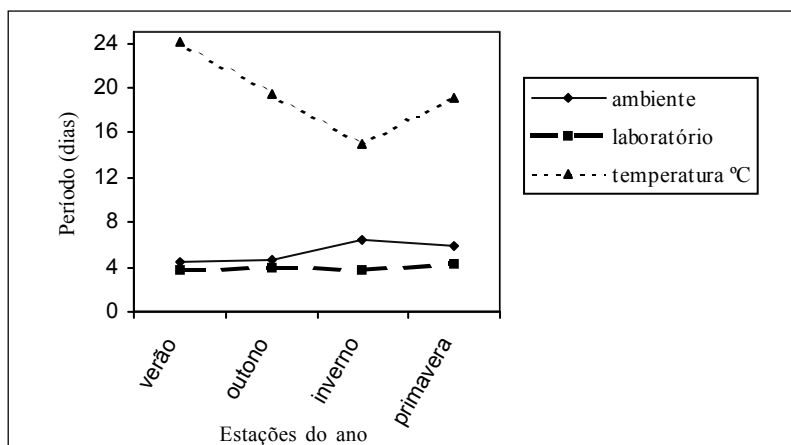 24
20
16
12
8
4
0
Período (dias)
verão
outono
inverno
primavera
Estações do ano
ambiente
laboratório
temperatura ºC